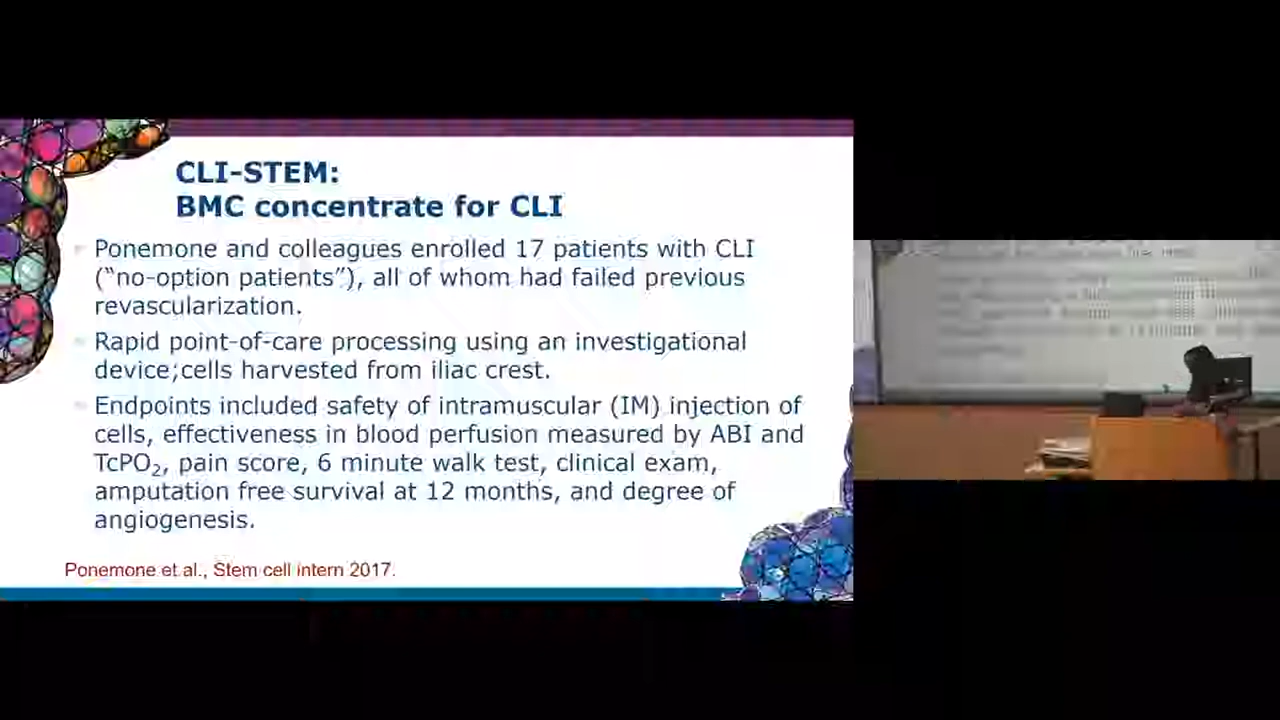 CLI-STEM:
BMC concentrate for CLI
Ponemone and colleagues enrolled 17 patients with CLI
("no-option patients"), all of whom had failed previous
revascularization.
Rapid point-of-care processing using an investigational
device;cells harvested from iliac crest.
Endpoints included safety of intramuscular (IM) injection of
cells, effectiveness in blood perfusion measured by ABI and
TcPO₂, pain score, 6 minute walk test, clinical exam,
amputation free survival at 12 months, and degree of
angiogenesis.
Ponemone et al., Stem cell intern 2017.